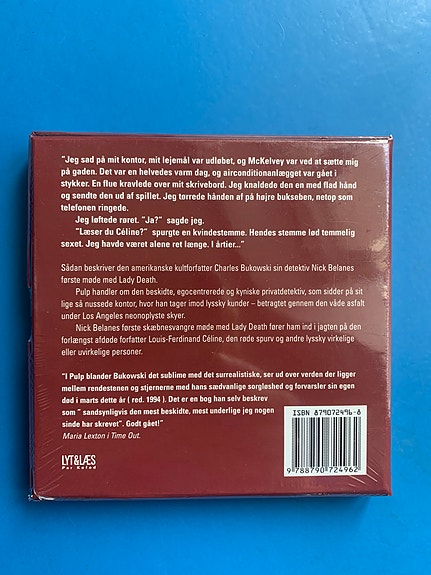 "Jeg sad på mit kontor, mit lejemål var udløbet, og McKelvey var ved at sætte mig
på gaden. Det var en helvedes varm dag, og airconditionanlægget var gået i
stykker. En flue kravlede over mit skrivebord. Jeg knaldede den en med flad hånd
og sendte den ud af spillet. Jeg tørrede hånden af på højre bukseben, netop som
telefonen ringede.
Jeg løftede røret. "Ja?" sagde jeg.
"Læser du Céline?" spurgte en kvindestemme. Hendes stemme lød temmelig
sexet. Jeg havde været alene ret længe. I årtier..."
Sådan beskriver den amerikanske kultforfatter Charles Bukowski sin detektiv Nick Belanes
første møde med Lady Death.
Pulp handler om den beskidte, egocentrerede og kyniske privatdetektiv, som sidder på sit
lige så nussede kontor, hvor han tager imod lyssky kunder – betragtet gennem den våde asfalt
under Los Angeles neonoplyste skyer.
Nick Belanes første skæbnesvangre møde med Lady Death fører ham ind i jagten på den
forlængst afdøde forfatter Louis-Ferdinand Céline, den røde spurv og andre lyssky virkelige
eller uvirkelige personer.
"I Pulp blander Bukowski det sublime med det surrealistiske, ser ud over verden der ligger
mellem rendestenen og stjernerne med hans sædvanlige sorgløshed og forvarsler sin egen
død i marts dette år ( red. 1994 ). Det er en bog han selv beskrev
som " sandsynligvis den mest beskidte, mest underlige jeg nogen
sinde har skrevet". Godt gået!"
Maria Lexton i Time Out.
LYT&LÆS
Per Kofod
ISBN 879072496-8
9 788790 724962